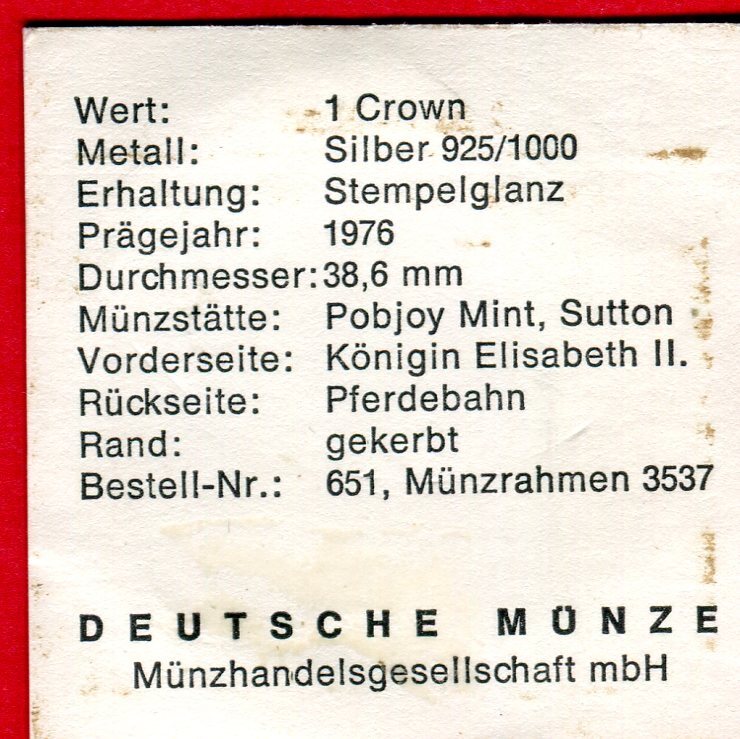 Wert: 1 Crown
Metall: Silber 925/1000
Erhaltung: Stempelglanz
Prägejahr: 1976
Durchmesser: 38,6 mm
Münzstätte: Pobjoy Mint, Sutton
Vorderseite: Königin Elisabeth II.
Rückseite: Pferdebahn
Rand: gekerbt
Bestell-Nr.: 651, Münzrahmen 3537
DEUTSCHE MÜNZE
Münzhandelsgesellschaft mbH